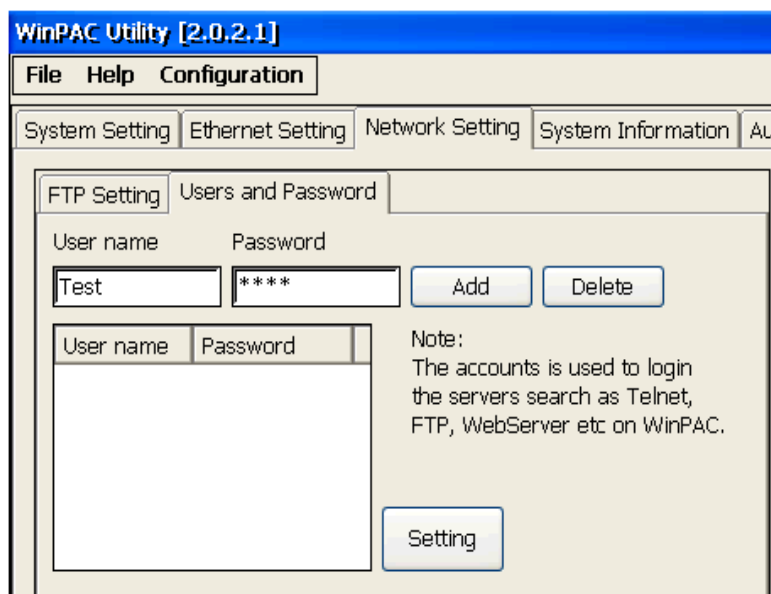 WinPAC Utility [2.0.2.1]
File Help Configuration
System Setting Ethernet Setting Network Setting System Information Au
FTP Setting Users and Password
User name Password
Test **** Add Delete
User name Password
Note:
The accounts is used to login
the servers search as Telnet,
FTP, WebServer etc on WinPAC.
Setting